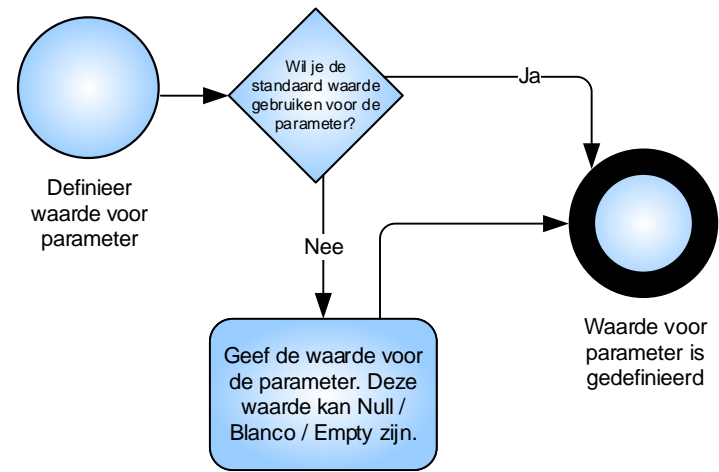 Wil je de
standaard waarde
gebruiken voor de
parameter?
Ja
Definieer
waarde voor
parameter
Nee
Waarde voor
parameter is
gedefinieerd
Geef de waarde voor
de parameter. Deze
waarde kan Null /
Blanco / Empty zijn.